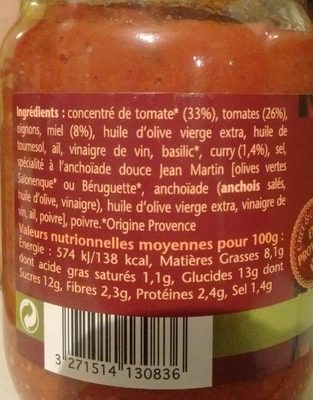 Ingrédients : concentré de tomate* (33%), tomates (26%),
oignons, miel (8%), huile d'olive vierge extra, huile de
tournesol, ail, vinaigre de vin, basilic*, curry (1,4%), sel,
spécialité à l'anchoïade douce Jean Martin [olives vertes
Salonenque* ou Béruguette*, anchoïade (anchois salés,
huile d'olive, vinaigre), huile d'olive vierge extra, vinaigre de
vin, ail, poivre], poivre.*Origine Provence
Valeurs nutritionnelles moyennes pour 100g :
Énergie : 574 kJ/138 kcal, Matières Grasses 8,1g
dont acide gras saturés 1,1g, Glucides 13g dont
Sucres 12g, Fibres 2,3g, Protéines 2,4g, Sel 1,4g
3 271514 130836